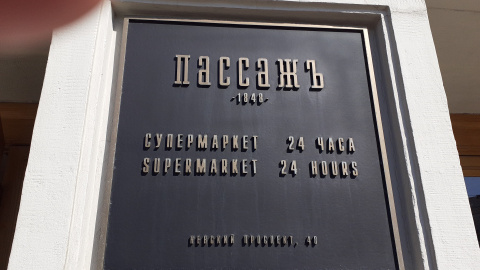 ПассажЪ
-1848-
СУПЕРМАРКЕТ 24 ЧАСА
SUPERMARKET 24 HOURS
НЕВСКИЙ ПРОСПЕКТ, 48